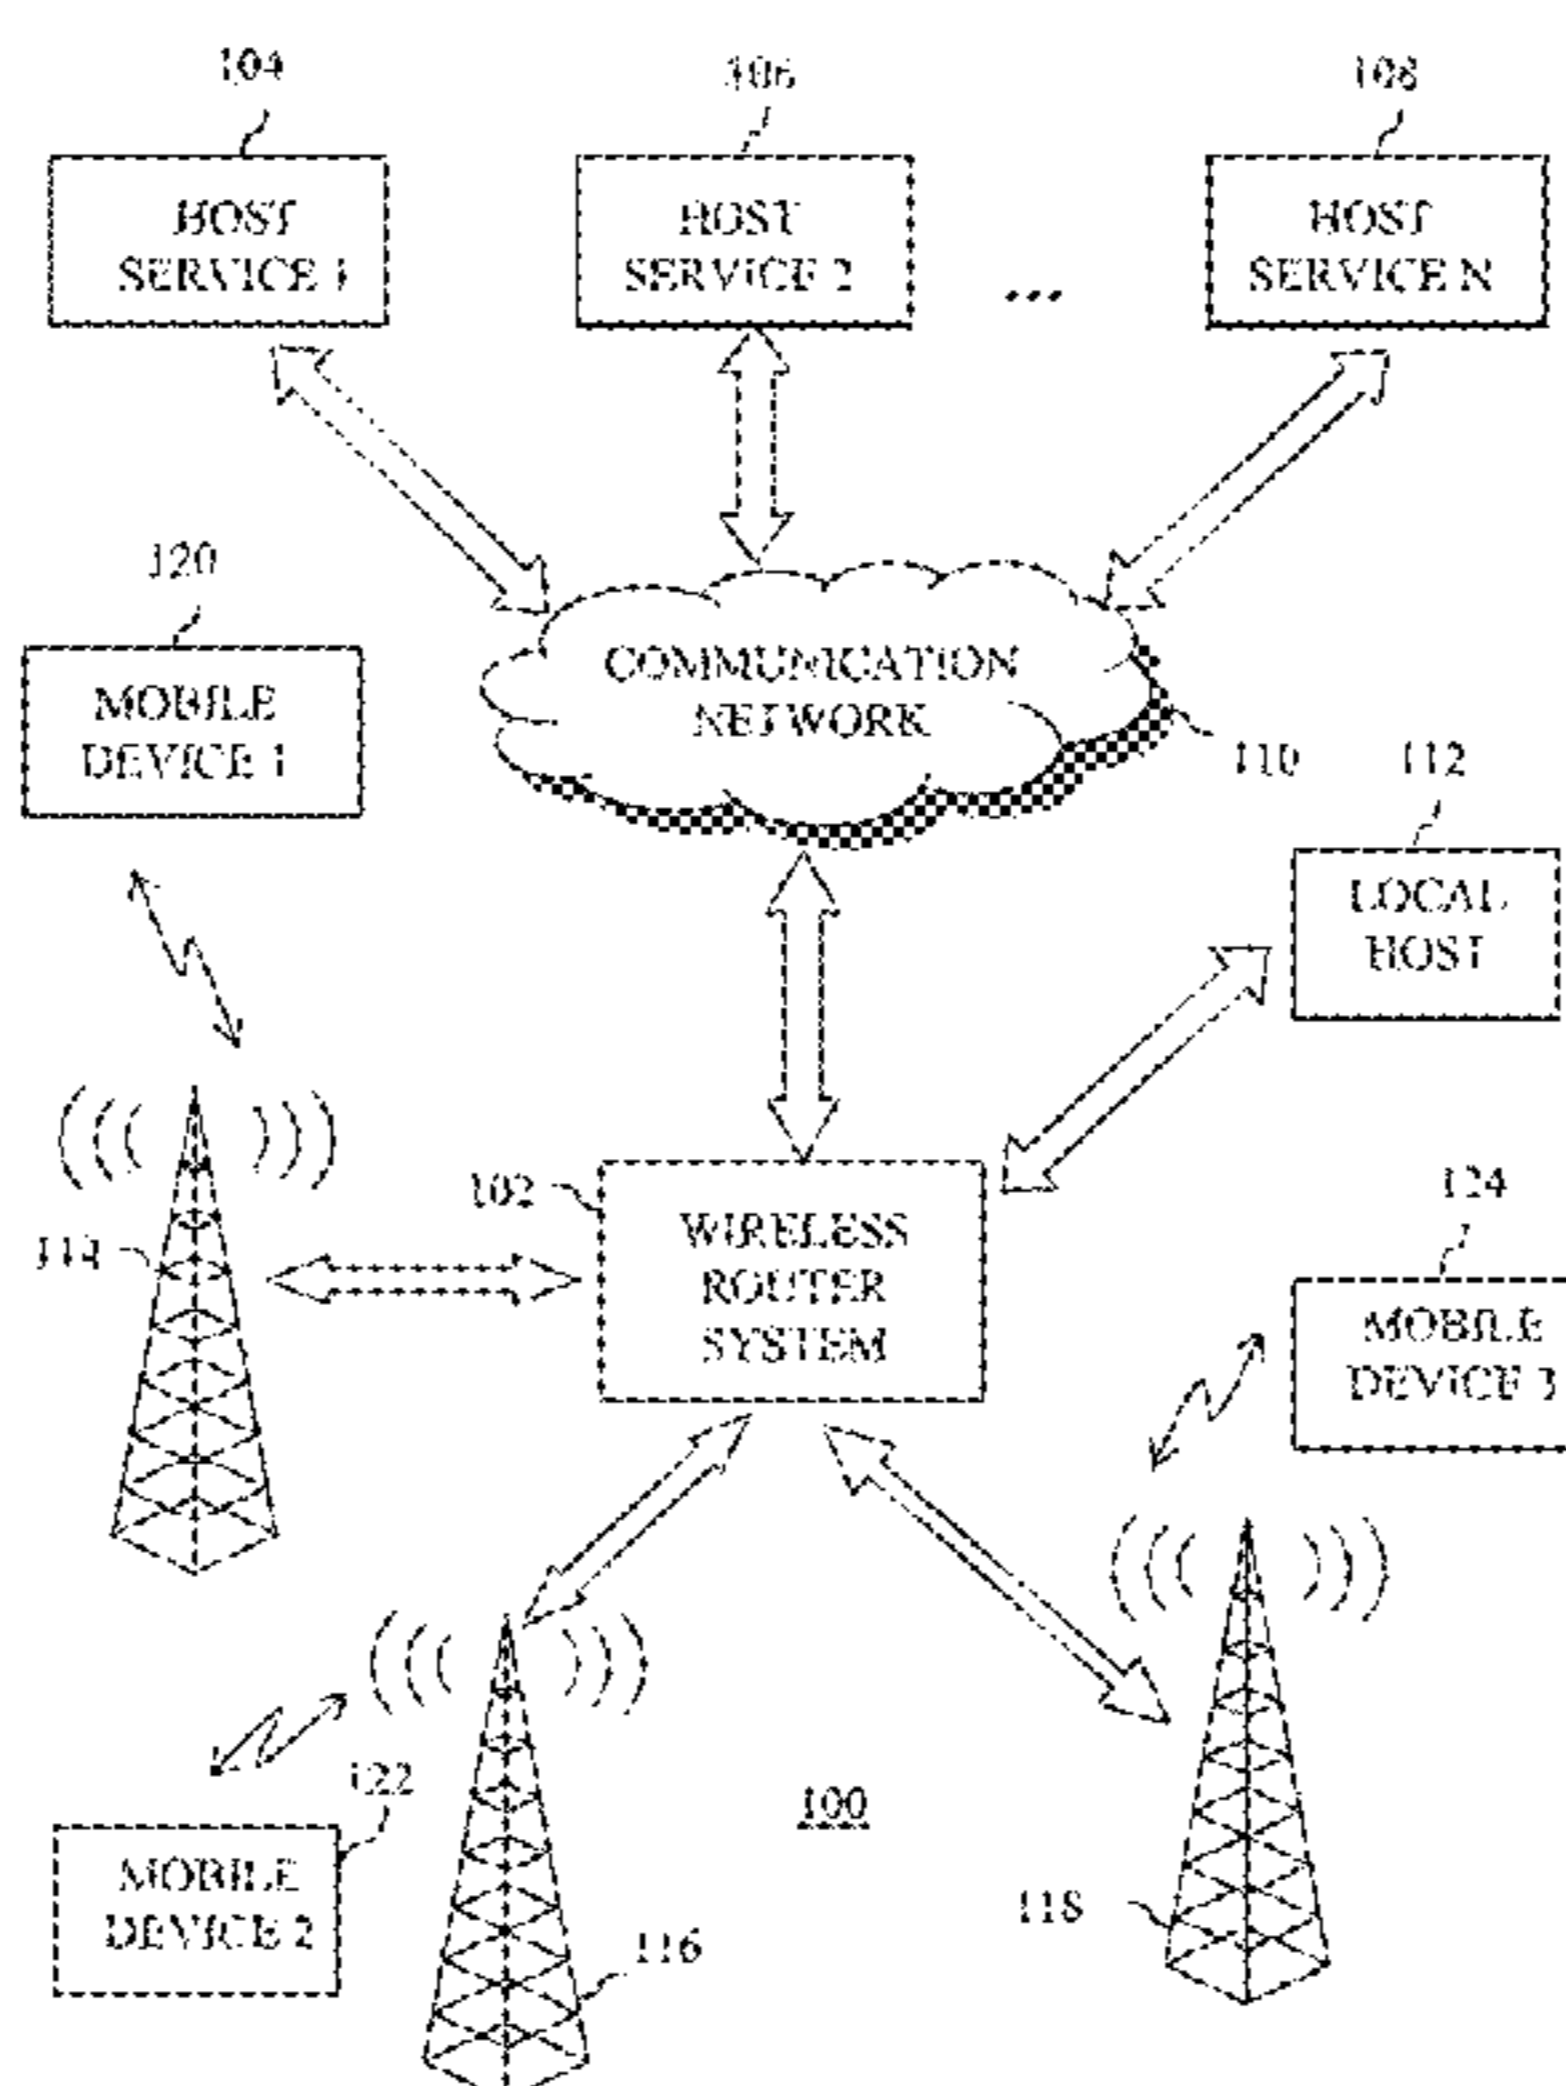 104
106
108
HOST
SERVICE 1
HOST
SERVICE 2
...
HOST
SERVICE N
120
MOBILE
DEVICE 1
COMMUNICATION
NETWORK
110
112
LOCAL
HOST
102
WIRELESS
ROUTER
SYSTEM
114
124
MOBILE
DEVICE 3
122
MOBILE
DEVICE 2
100
116
118